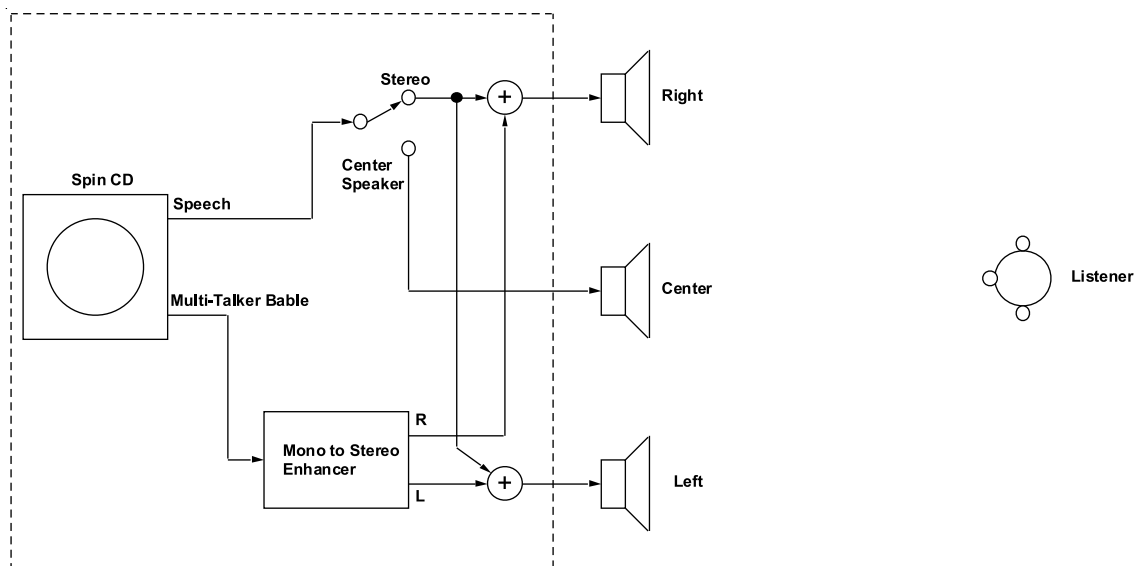 Stereo
+
Right
Center
Speaker
Spin CD
Speech
Center
Listener
Multi-Talker Bable
R
Mono to Stereo
Enhancer
L
+
Left